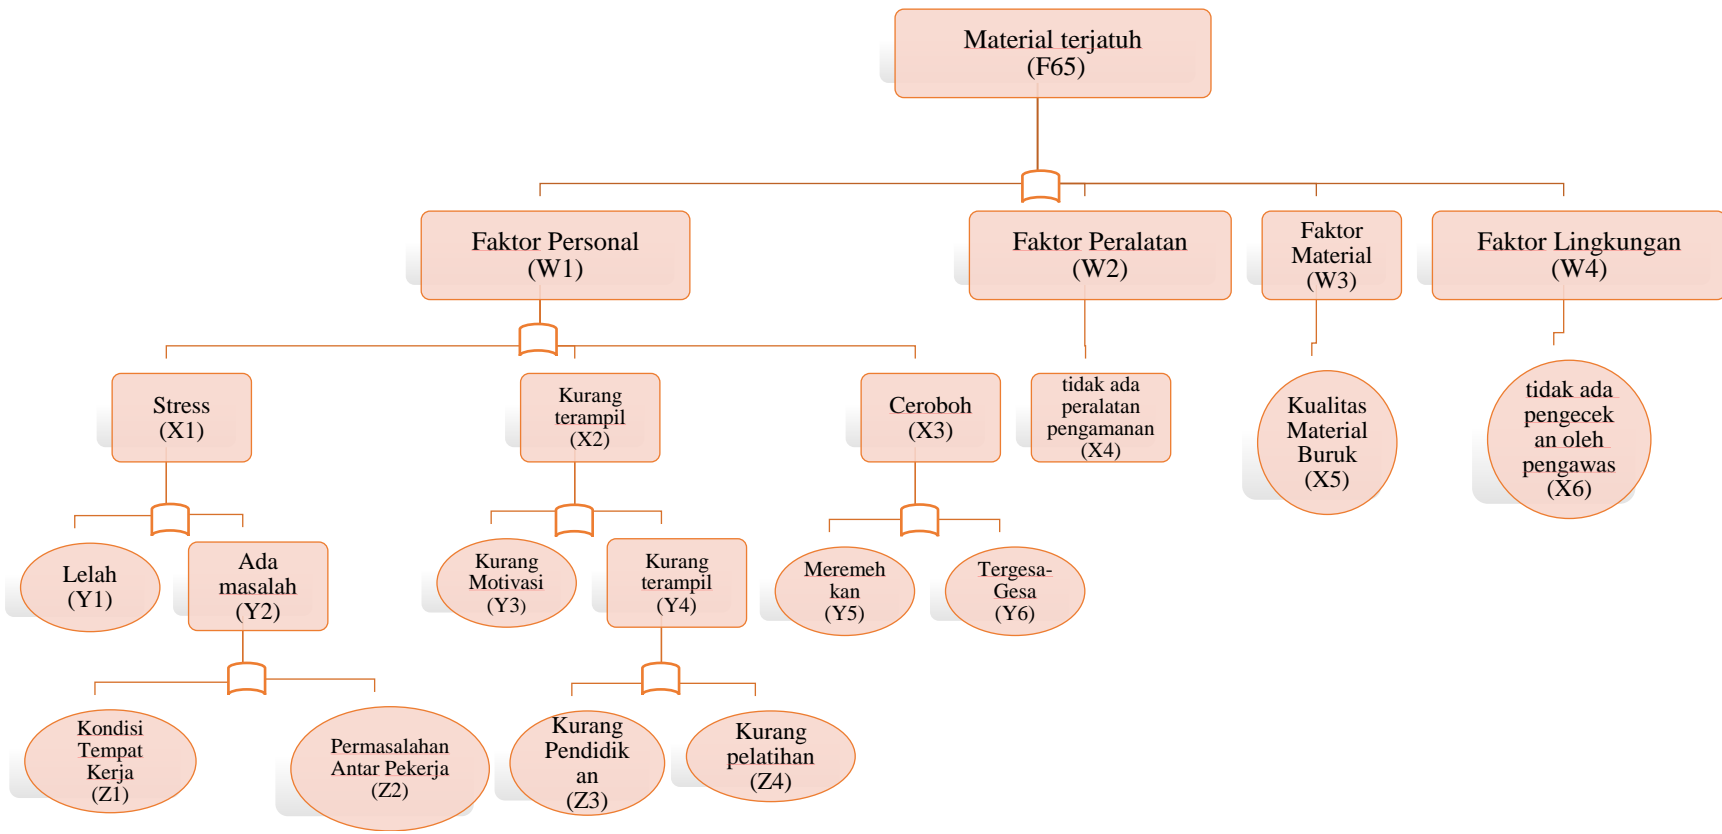 Material terjatuh
(F65)
Faktor Personal
(W1)
Faktor Peralatan
(W2)
Faktor
Material
(W3)
Faktor Lingkungan
(W4)
Stress
(X1)
Kurang
terampil
(X2)
Ceroboh
(X3)
tidak ada
peralatan
pengamanan
(X4)
Kualitas
Material
Buruk
(X5)
tidak ada
pengecek
an oleh
pengawas
(X6)
Lelah
(Y1)
Ada
masalah
(Y2)
Kurang
Motivasi
(Y3)
Kurang
terampil
(Y4)
Meremeh
kan
(Y5)
Tergesa-
Gesa
(Y6)
Kondisi
Tempat
Kerja
(Z1)
Permasalahan
Antar Pekerja
(Z2)
Kurang
Pendidik
an
(Z3)
Kurang
pelatihan
(Z4)